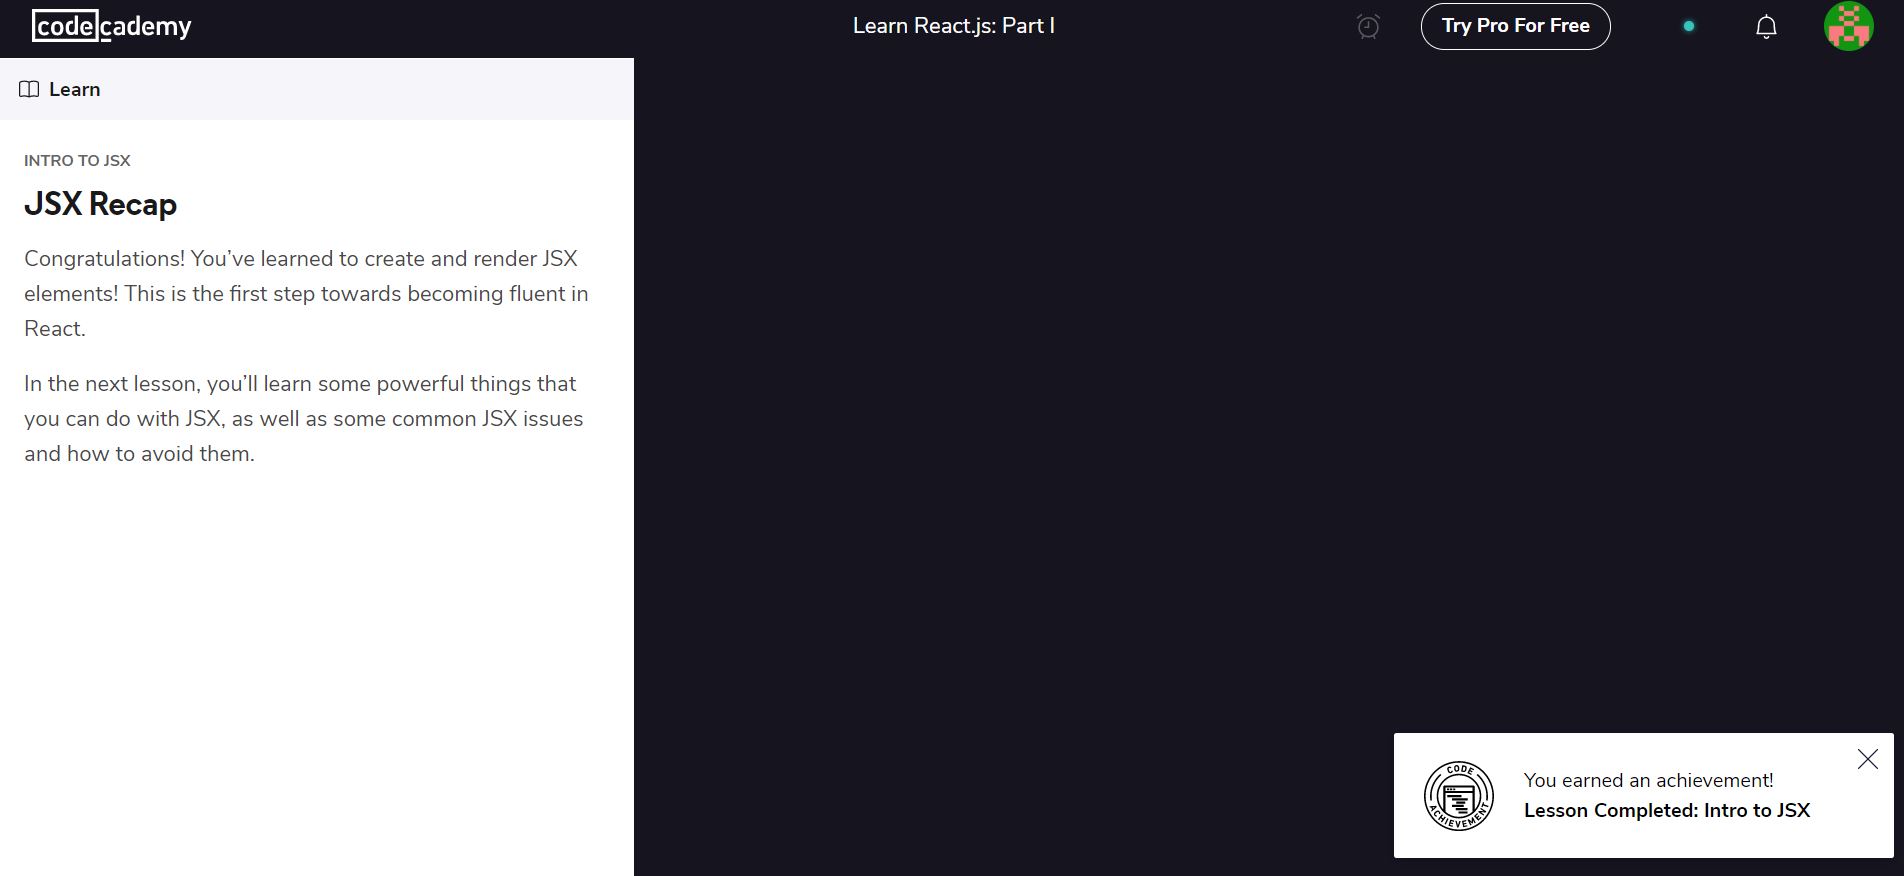 codecademy
Learn React.js: Part I
Try Pro For Free
Learn
INTRO TO JSX
JSX Recap
Congratulations! You’ve learned to create and render JSX
elements! This is the first step towards becoming fluent in
React.
In the next lesson, you’ll learn some powerful things that
you can do with JSX, as well as some common JSX issues
and how to avoid them.
CODE
ACHIEVEMENT
You earned an achievement!
Lesson Completed: Intro to JSX